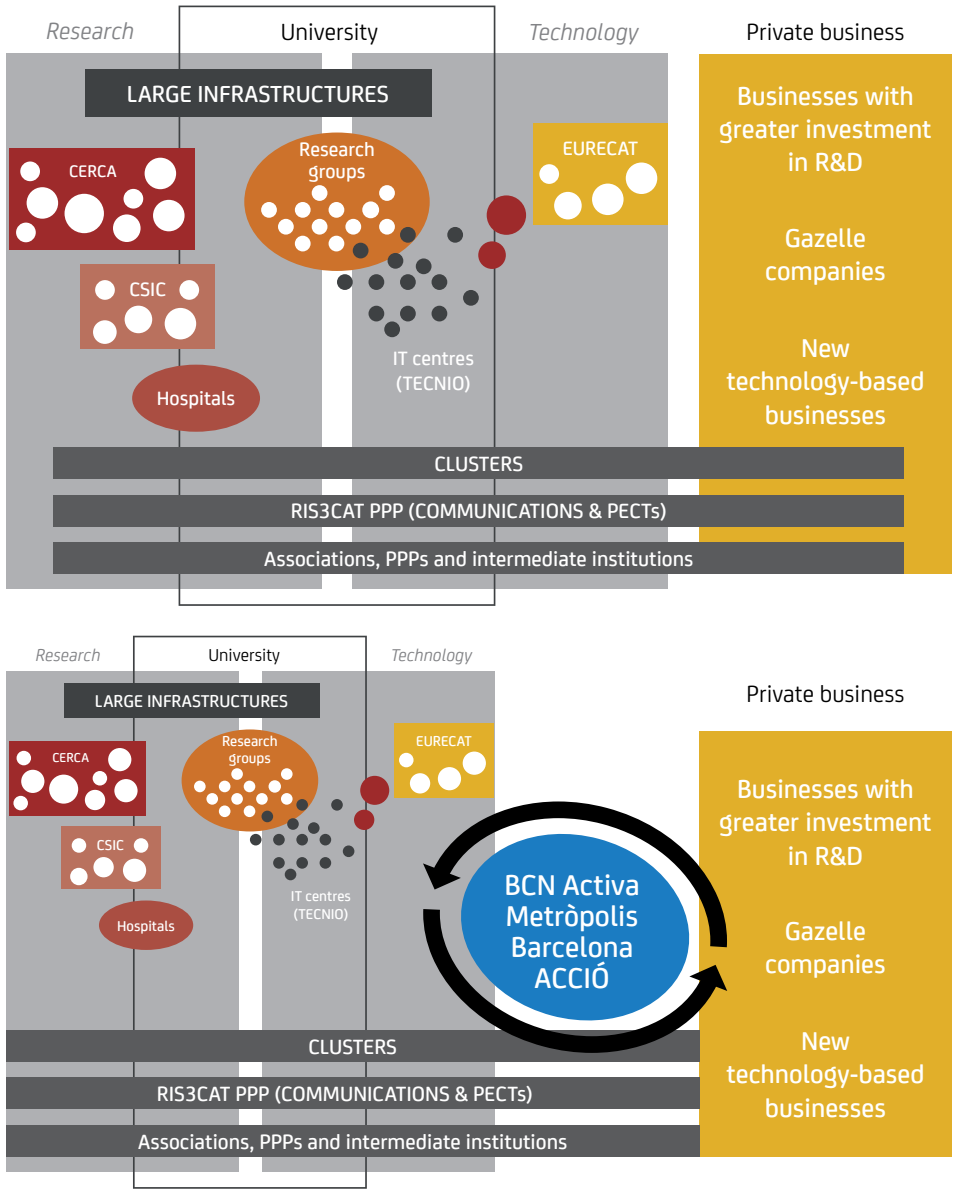 Research
University
Technology
Private business
LARGE INFRASTRUCTURES
CERCA
Research
groups
EURECAT
Businesses with
greater investment
in R&D
CSIC
Gazelle
companies
IT centres
(TECNIO)
Hospitals
New
technology-based
businesses
CLUSTERS
RIS3CAT PPP (COMMUNICATIONS & PECTs)
Associations, PPPs and intermediate institutions
Research
University
Technology
Private business
LARGE INFRASTRUCTURES
CERCA
Research
groups
EURECAT
Businesses with
greater investment
in R&D
CSIC
IT centres
(TECNIO)
Hospitals
BCN Activa
Metròpolis
Barcelona
ACCIÓ
Gazelle
companies
New
technology-based
businesses
CLUSTERS
RIS3CAT PPP (COMMUNICATIONS & PECTs)
Associations, PPPs and intermediate institutions